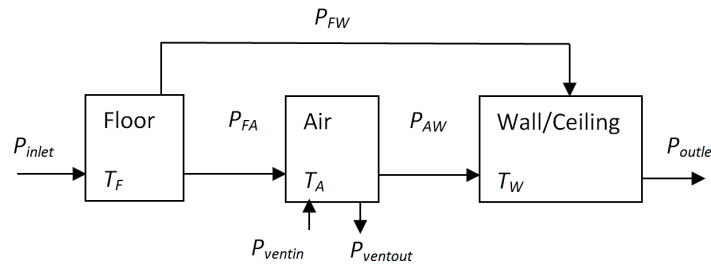 P_FW
Floor
P_FA
Air
P_AW
Wall/Ceiling
P_inlet
P_outle
T_F
T_A
T_W
P_ventin
P_ventout